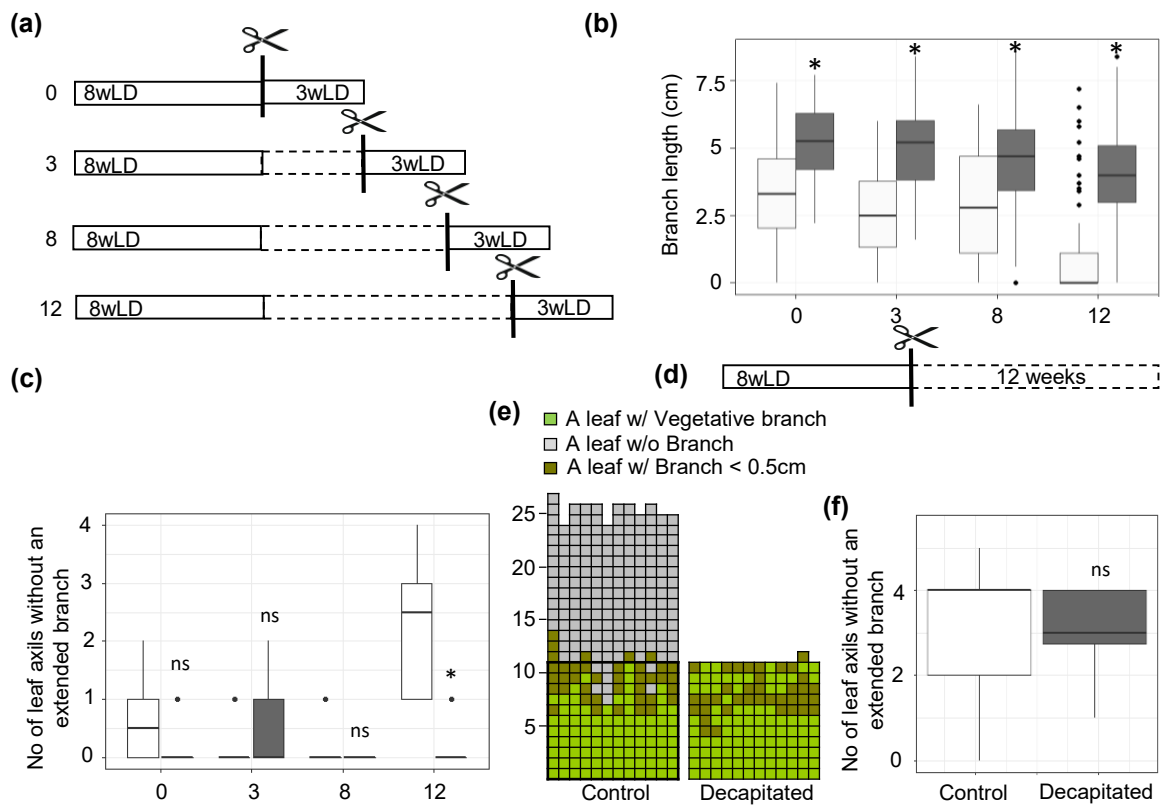 (a)
0
8wLD
3wLD
3
8wLD
3wLD
8
8wLD
3wLD
12
8wLD
3wLD
(b)
Branch length (cm)
7.5
5
2.5
0
*
*
*
*
0
3
8
12
(c)
No of leaf axils without an
extended branch
4
3
2
1
0
ns
ns
ns
*
0
3
8
12
(d)
8wLD
12 weeks
(e)
A leaf w/ Vegetative branch
A leaf w/o Branch
A leaf w/ Branch < 0.5cm
25
20
15
10
5
Control
Decapitated
(f)
No of leaf axils without an
extended branch
4
2
0
ns
Control
Decapitated